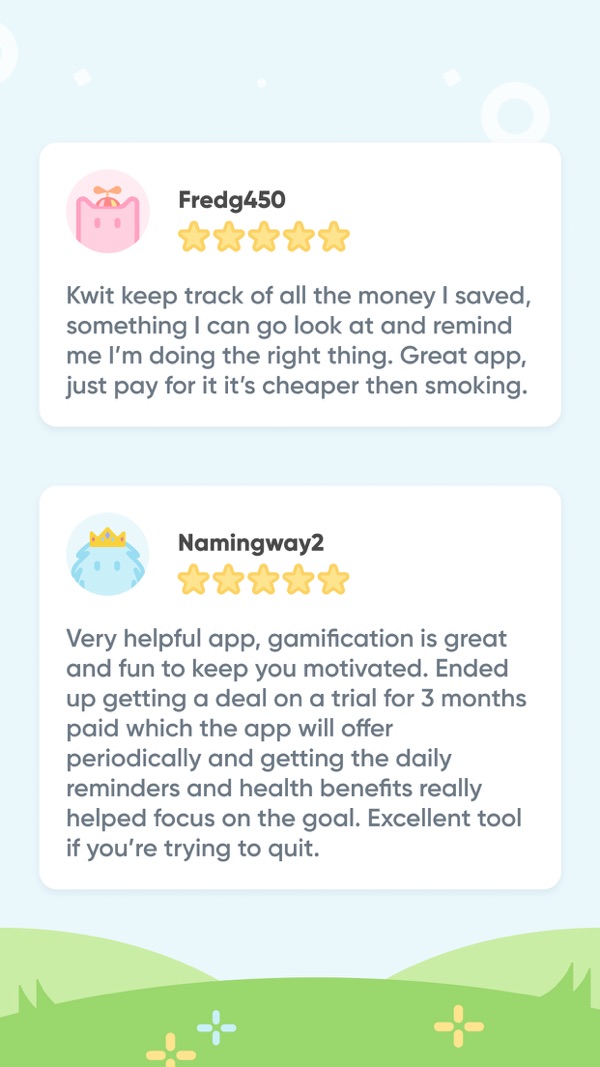 Fredg450
Kwit keep track of all the money I saved,
something I can go look at and remind
me I’m doing the right thing. Great app,
just pay for it it’s cheaper then smoking.
Namingway2
Very helpful app, gamification is great
and fun to keep you motivated. Ended
up getting a deal on a trial for 3 months
paid which the app will offer
periodically and getting the daily
reminders and health benefits really
helped focus on the goal. Excellent tool
if you’re trying to quit.